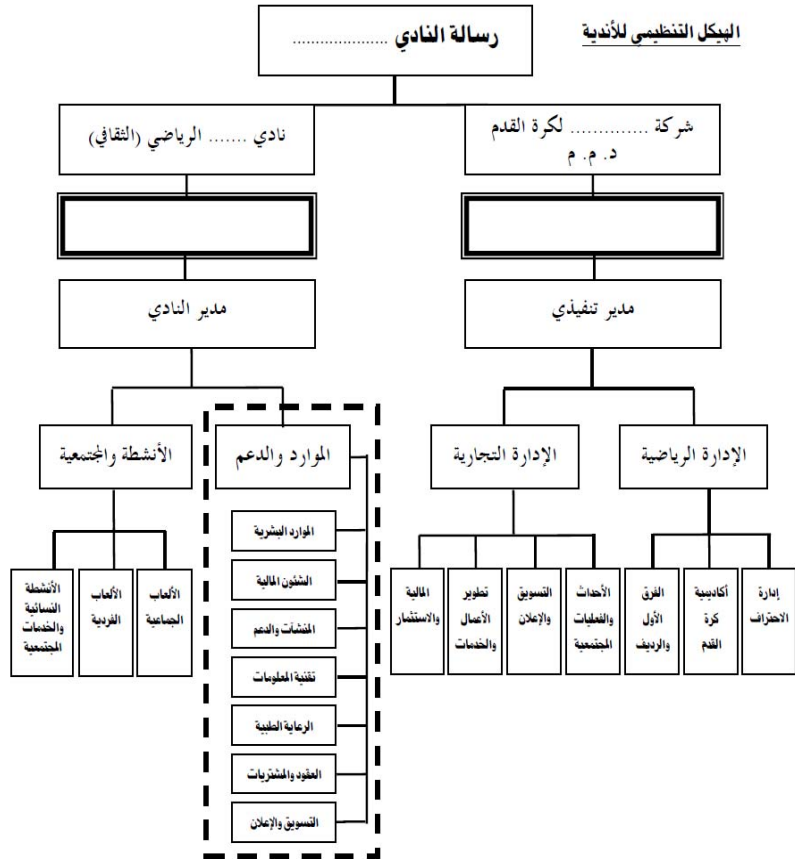 الهيكل التنظيمي للأندية
رسالة النادي ....................
شركة .............. لكرة القدم
د. م. م
نادي ....... الرياضي (الثقافي)
مدير تنفيذي
مدير النادي
الإدارة الرياضية
الإدارة التجارية
الموارد والدعم
الأنشطة والمجتمعية
إدارة
الاحتراف
أكاديمية
كرة
القدم
الفرق
الأول
والرديف
الأحداث
والفعليات
المجتمعية
التسويق
والإعلان
تطوير
الأعمال
والخدمات
المالية
والاستثمار
الموارد البشرية
الشئون المالية
المنشآت والدعم
تقنية المعلومات
الرعاية الطبية
العقود والمشتريات
التسويق والإعلان
الألعاب
الجماعية
الألعاب
الفردية
الأنشطة
النسائية
والخدمات
المجتمعية